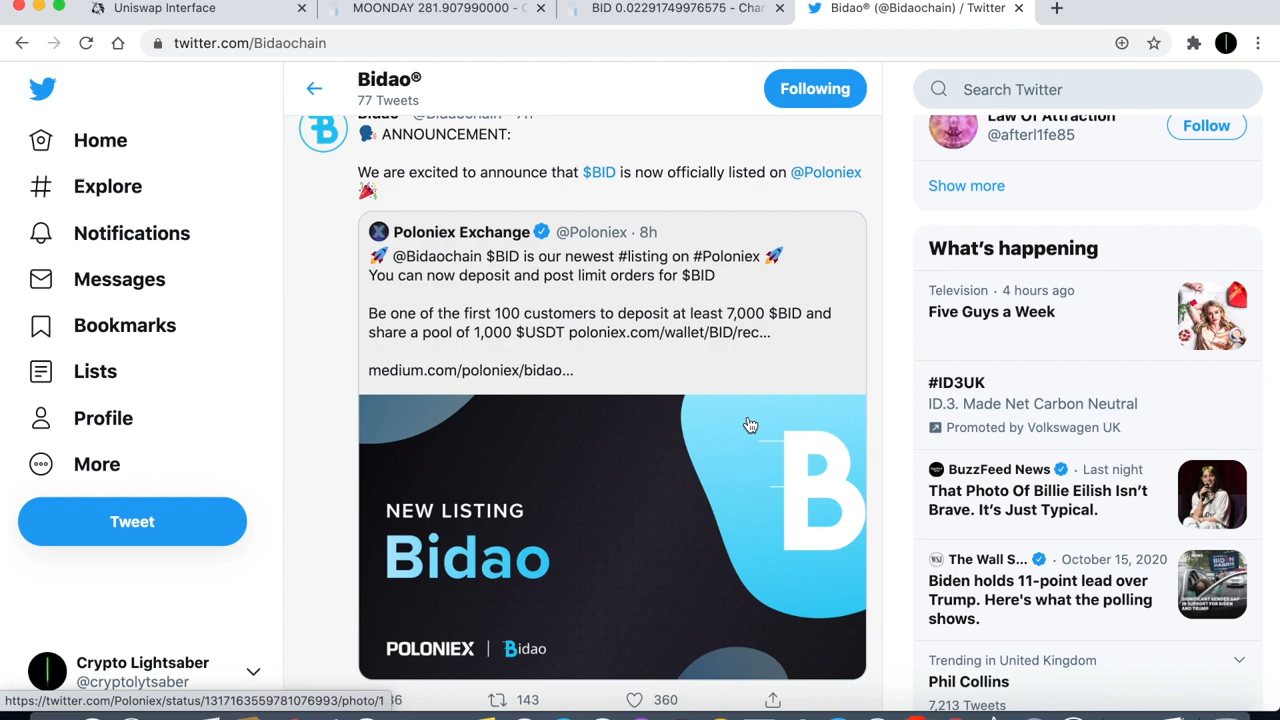 Uniswap Interface
MOONDAY 281.907990000 - C
BID 0.02291749976575 - Char
Bidao® (@Bidaochain) / Twitter
twitter.com/Bidaochain
Bidao®
77 Tweets
Following
Search Twitter
Home
Explore
Notifications
Messages
Bookmarks
Lists
Profile
More
Tweet
Crypto Lightsaber
@cryptolytsaber
Bidao @Bidaochain · 7h
ANNOUNCEMENT:
We are excited to announce that $BID is now officially listed on @Poloniex
Poloniex Exchange @Poloniex · 8h
@Bidaochain $BID is our newest #listing on #Poloniex
You can now deposit and post limit orders for $BID
Be one of the first 100 customers to deposit at least 7,000 $BID and
share a pool of 1,000 $USDT poloniex.com/wallet/BID/rec...
medium.com/poloniex/bidao...
B
NEW LISTING
Bidao
POLONIEX | Bidao
143
360
https://twitter.com/Poloniex/status/1317163559781076993/photo/1
Law Of Attraction
@afterl1fe85
Follow
Show more
What's happening
Television · 4 hours ago
Five Guys a Week
#ID3UK
ID.3. Made Net Carbon Neutral
Promoted by Volkswagen UK
BuzzFeed News · Last night
That Photo Of Billie Eilish Isn't
Brave. It's Just Typical.
The Wall S... · October 15, 2020
Biden holds 11-point lead over
Trump. Here's what the polling
shows.
Trending in United Kingdom
Phil Collins
7,213 Tweets